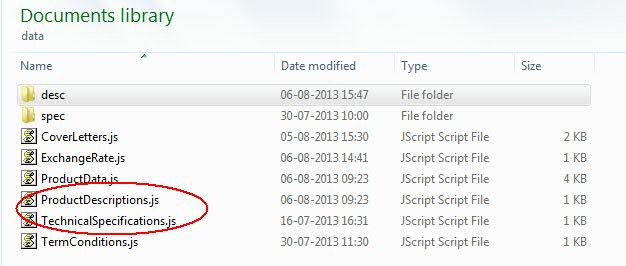 Documents library
data
Name Date modified Type Size
desc 06-08-2013 15:47 File folder
spec 30-07-2013 10:00 File folder
CoverLetters.js 05-08-2013 15:30 JScript Script File 2 KB
ExchangeRate.js 06-08-2013 14:41 JScript Script File 1 KB
ProductData.js 06-08-2013 09:23 JScript Script File 4 KB
ProductDescriptions.js 06-08-2013 09:23 JScript Script File 1 KB
TechnicalSpecifications.js 16-07-2013 16:31 JScript Script File 1 KB
TermConditions.js 30-07-2013 11:30 JScript Script File 1 KB